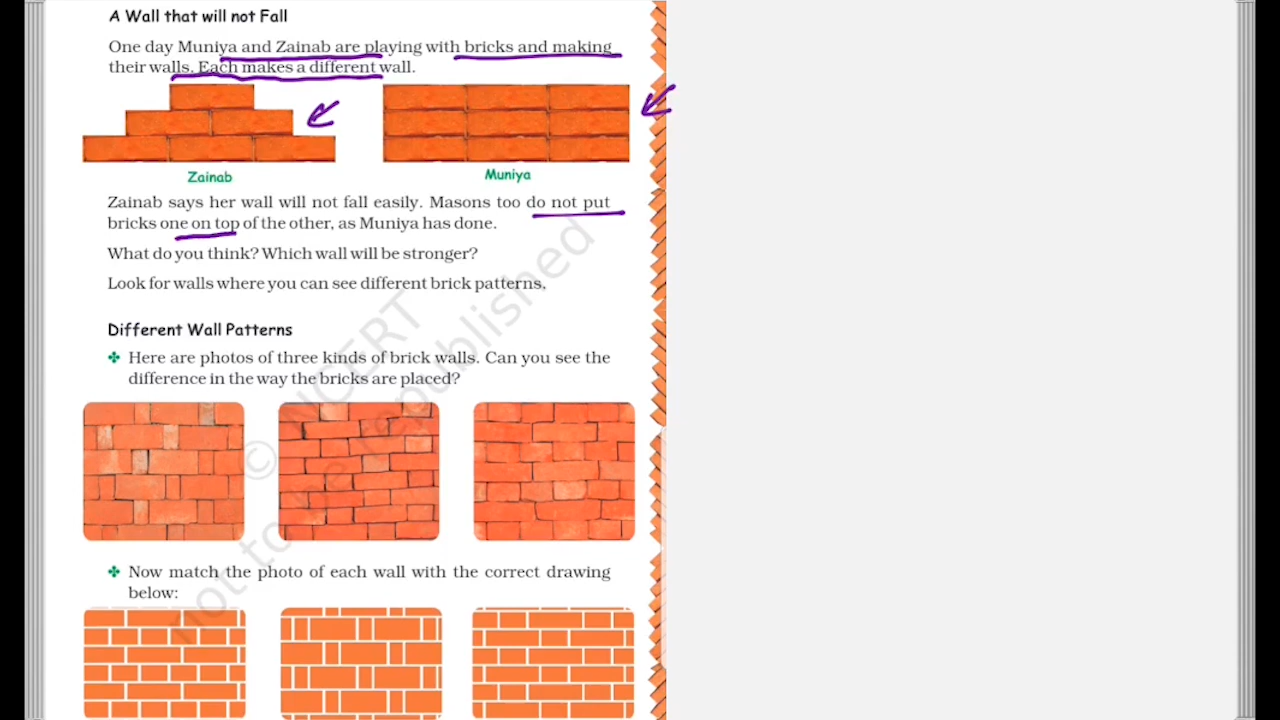 A Wall that will not Fall
One day Muniya and Zainab are playing with bricks and making
their walls. Each makes a different wall.
Zainab
Muniya
Zainab says her wall will not fall easily. Masons too do not put
bricks one on top of the other, as Muniya has done.
What do you think? Which wall will be stronger?
Look for walls where you can see different brick patterns.
Different Wall Patterns
Here are photos of three kinds of brick walls. Can you see the
difference in the way the bricks are placed?
Now match the photo of each wall with the correct drawing
below:
© NCERT
not to be republished